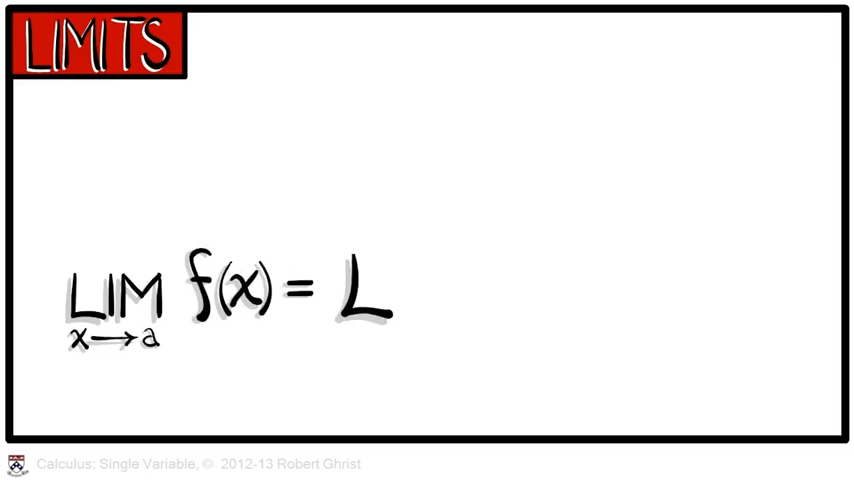 LIMITS
LIM f(x) = L
x→a
Calculus: Single Variable, © 2012-13 Robert Ghrist